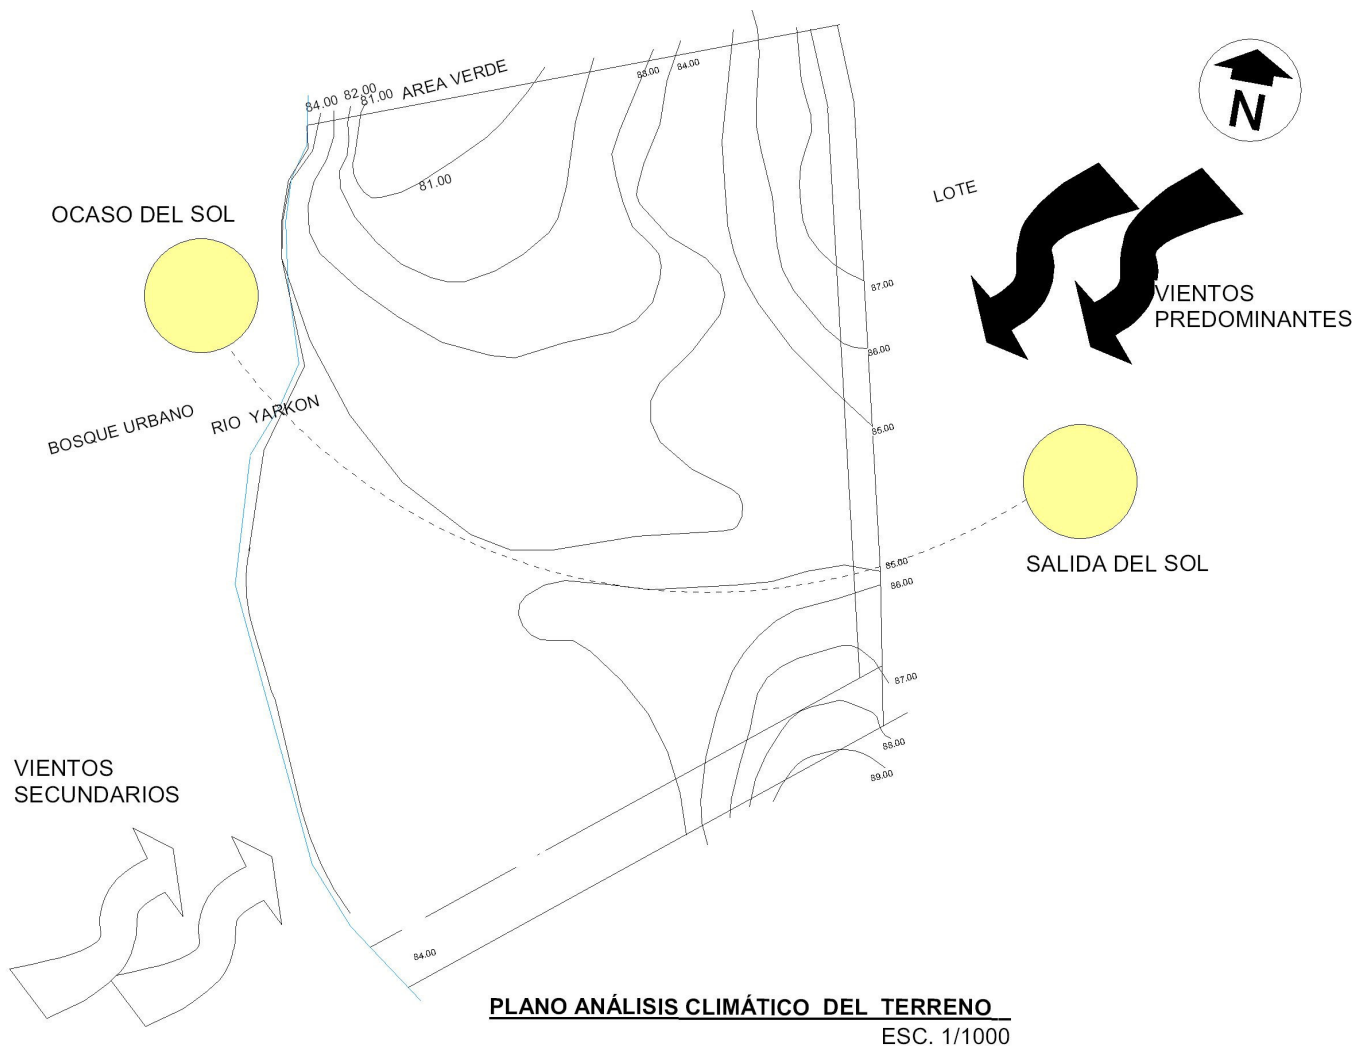 84.00
82.00
81.00
AREA VERDE
83.00
84.00
N
81.00
LOTE
OCASO DEL SOL
87.00
VIENTOS
PREDOMINANTES
86.00
BOSQUE URBANO
RIO YARKON
85.00
85.00
86.00
SALIDA DEL SOL
87.00
88.00
89.00
VIENTOS
SECUNDARIOS
84.00
PLANO ANÁLISIS CLIMÁTICO DEL TERRENO
ESC. 1/1000